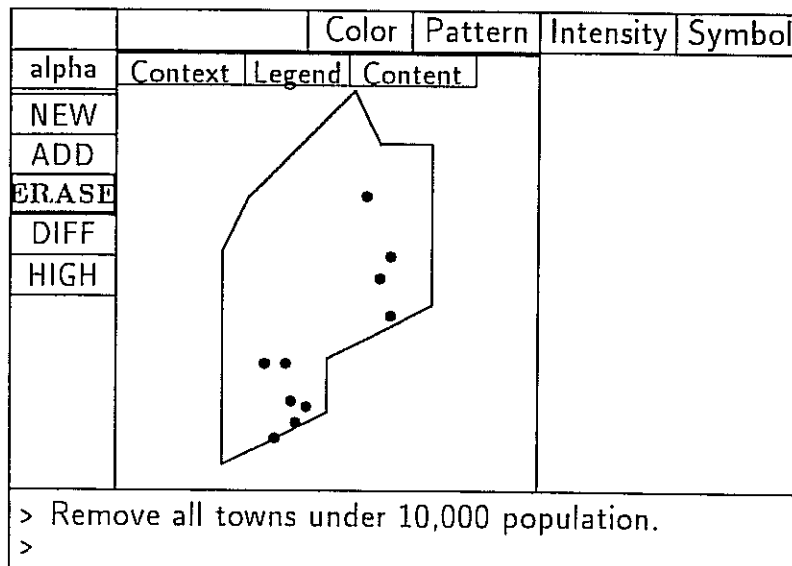 Color Pattern Intensity Symbol
alpha Context Legend Content
NEW
ADD
ERASE
DIFF
HIGH
> Remove all towns under 10,000 population.
>